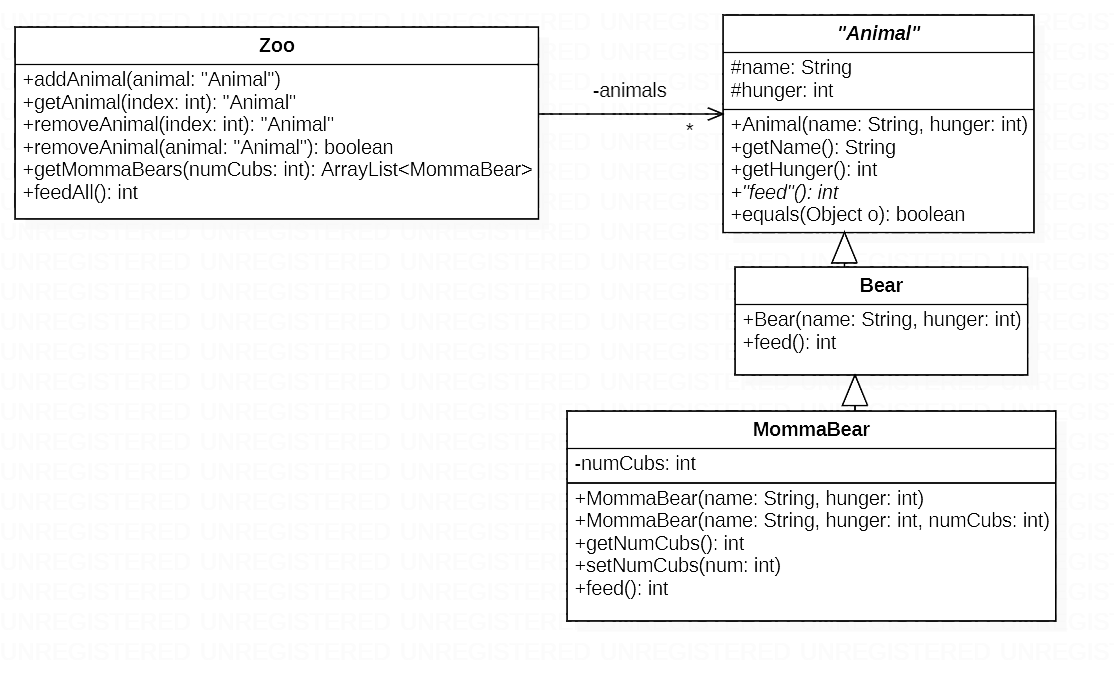 Zoo
+addAnimal(animal: "Animal")
+getAnimal(index: int): "Animal"
+removeAnimal(index: int): "Animal"
+removeAnimal(animal: "Animal"): boolean
+getMommaBears(numCubs: int): ArrayList<MommaBear>
+feedAll(): int
-animals
*
"Animal"
#name: String
#hunger: int
+Animal(name: String, hunger: int)
+getName(): String
+getHunger(): int
+"feed"(): int
+equals(Object o): boolean
Bear
+Bear(name: String, hunger: int)
+feed(): int
MommaBear
-numCubs: int
+MommaBear(name: String, hunger: int)
+MommaBear(name: String, hunger: int, numCubs: int)
+getNumCubs(): int
+setNumCubs(num: int)
+feed(): int